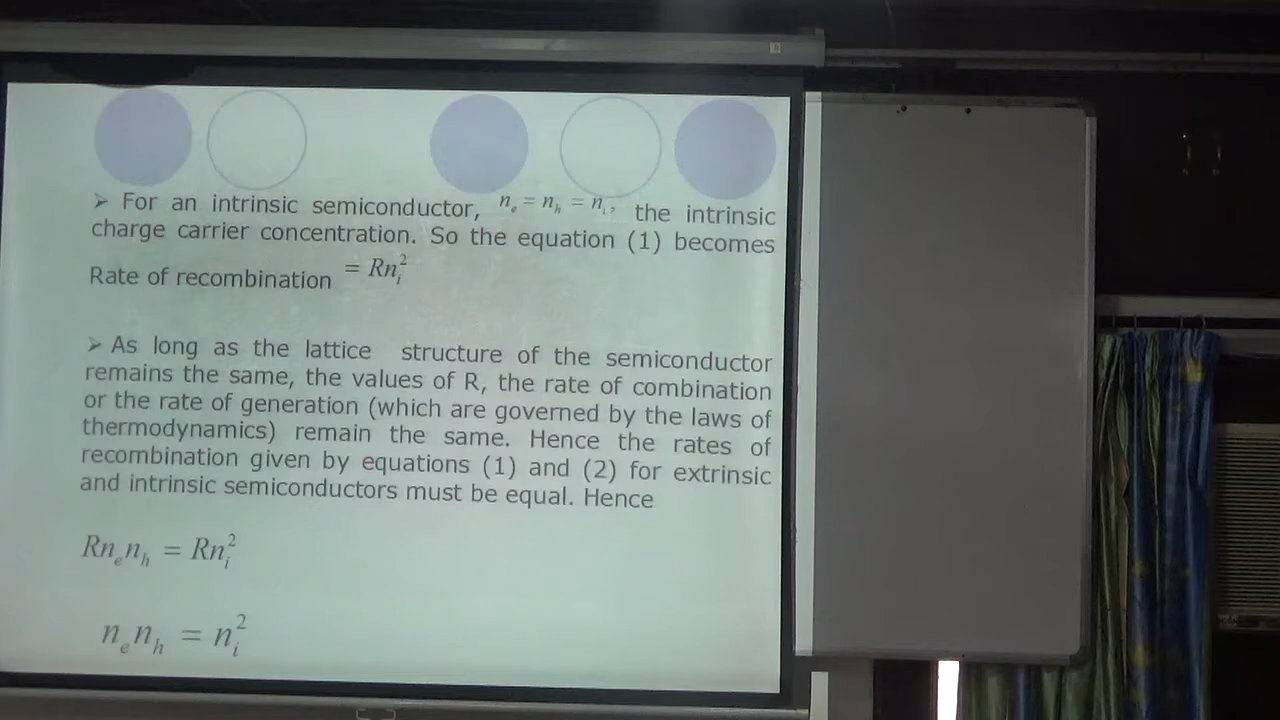 ➢ For an intrinsic semiconductor, nₑ = nₕ = nᵢ, the intrinsic
charge carrier concentration. So the equation (1) becomes
Rate of recombination = Rnᵢ²
➢ As long as the lattice structure of the semiconductor
remains the same, the values of R, the rate of combination
or the rate of generation (which are governed by the laws of
thermodynamics) remain the same. Hence the rates of
recombination given by equations (1) and (2) for extrinsic
and intrinsic semiconductors must be equal. Hence
Rnₑnₕ = Rnᵢ²
nₑnₕ = nᵢ²